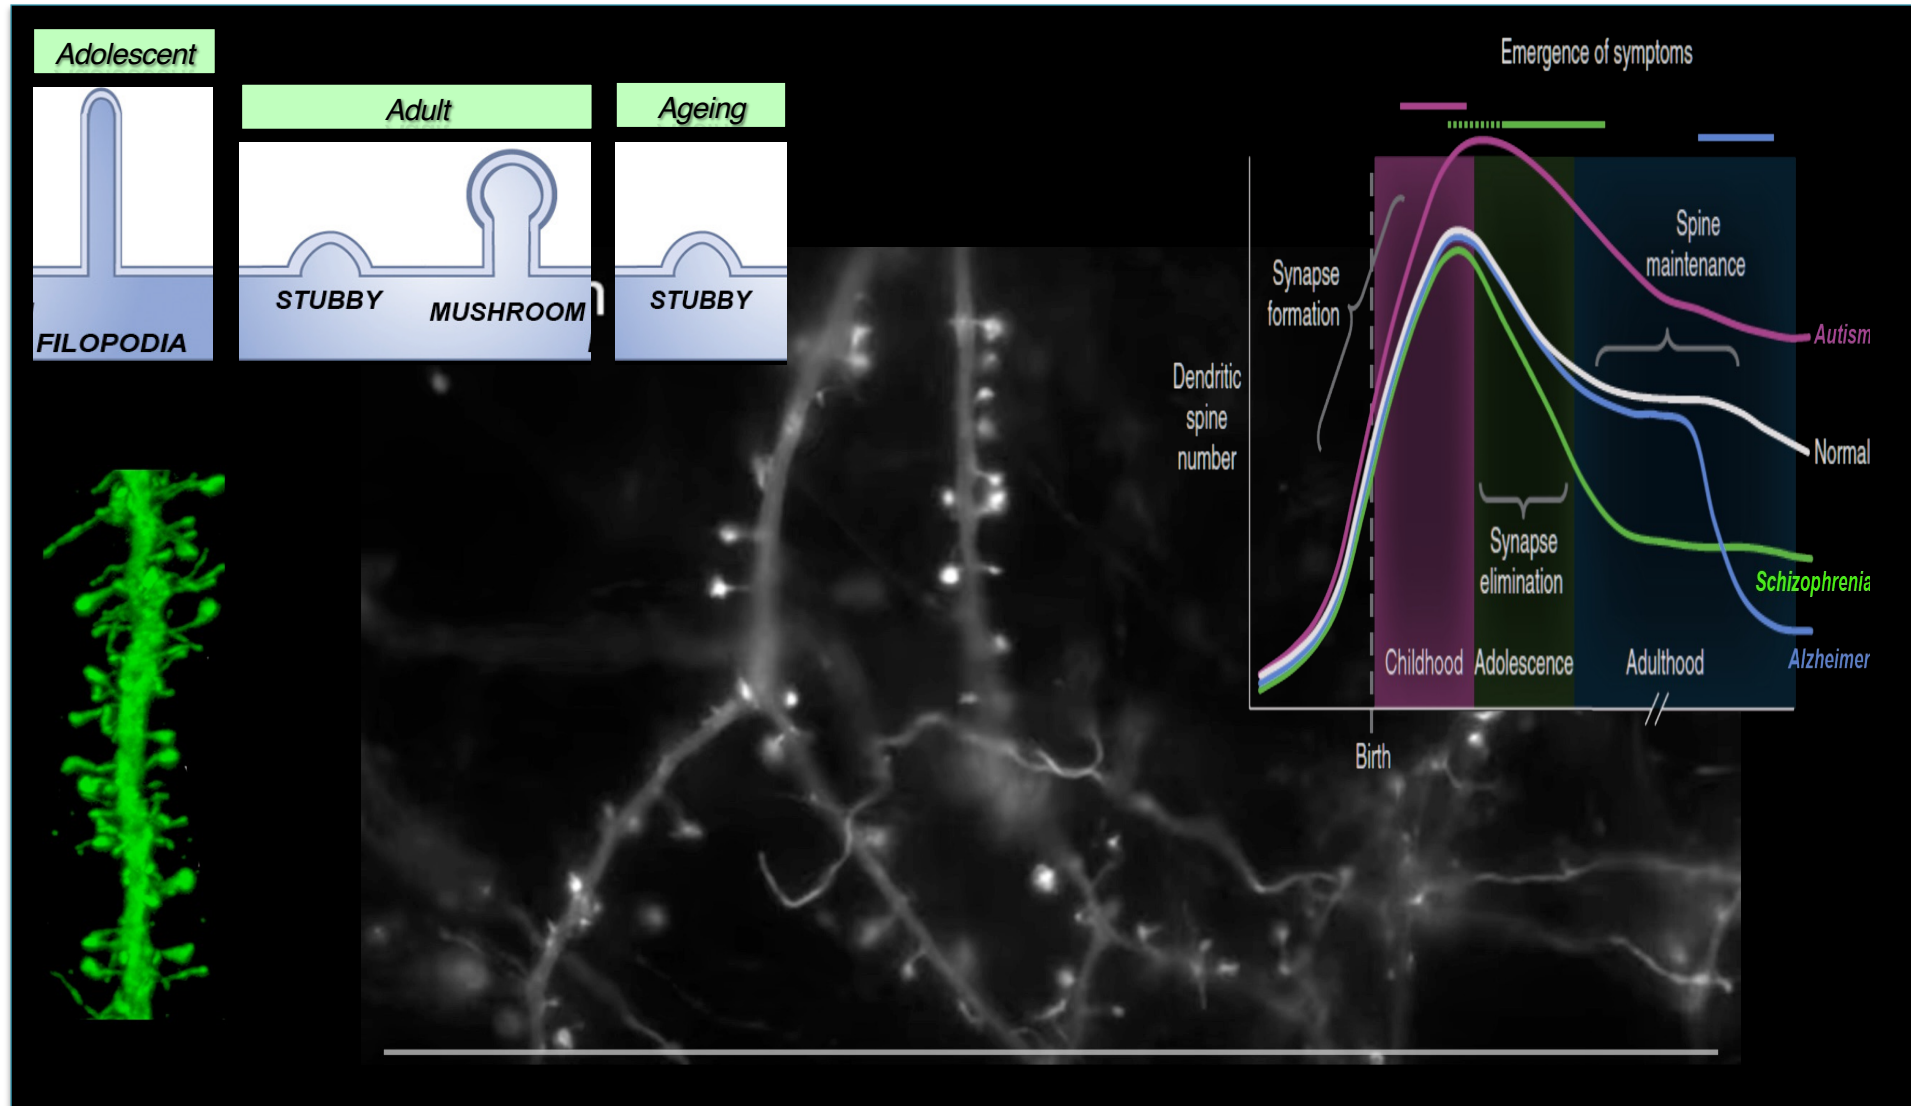 Adolescent
Adult
Ageing
FILOPODIA
STUBBY
MUSHROOM
STUBBY
Emergence of symptoms
Synapse
formation
Dendritic
spine
number
Spine
maintenance
Synapse
elimination
Autism
Normal
Schizophrenia
Alzheimer
Childhood
Adolescence
Adulthood
Birth